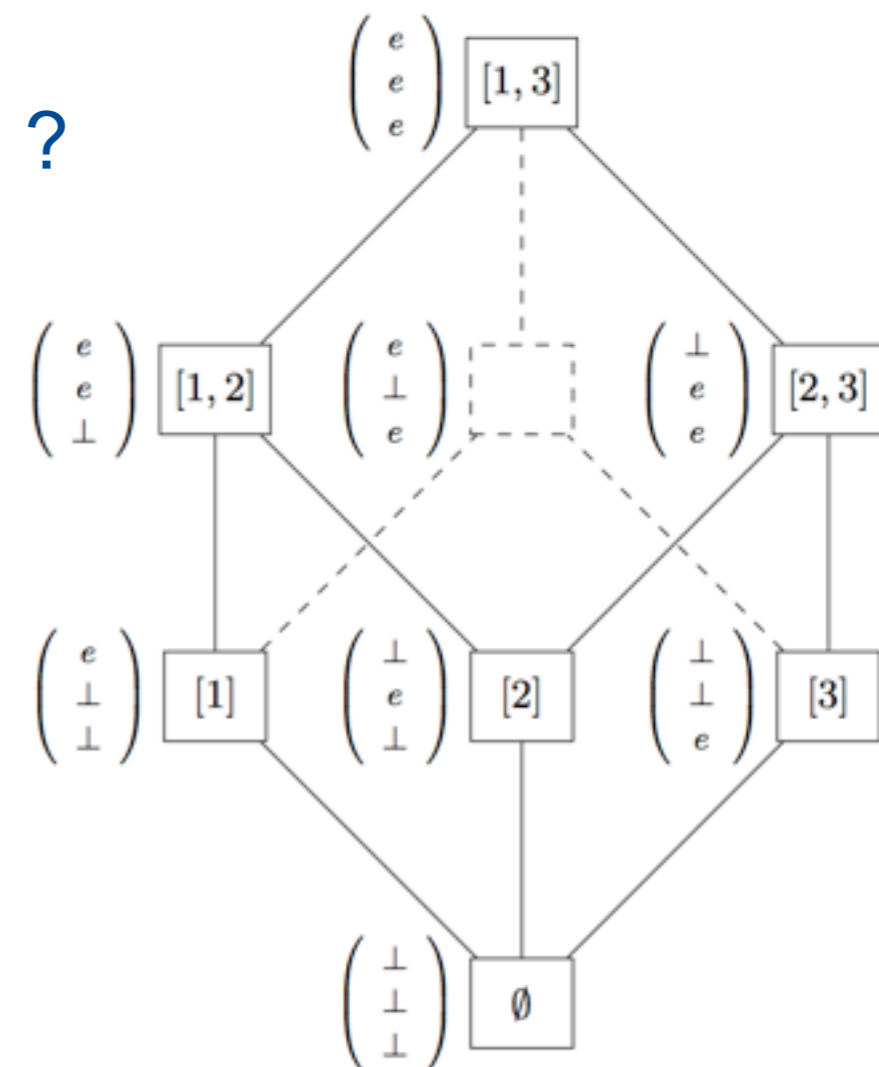 e
e [1, 3]
e
?
e e ⊥
e [1, 2] ⊥ e [2, 3]
⊥ e e
e ⊥ ⊥
⊥ [1] e [2] ⊥ [3]
⊥ ⊥ e
⊥
⊥ ∅
⊥